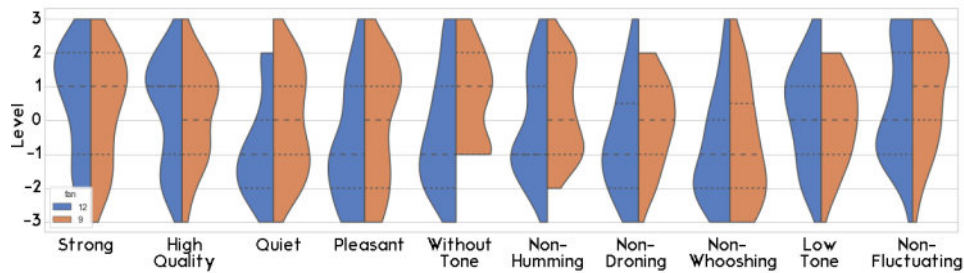 3
2
1
0
-1
-2
-3
Level
fan
12
9
Strong
High
Quality
Quiet
Pleasant
Without
Tone
Non-
Humming
Non-
Droning
Non-
Whooshing
Low
Tone
Non-
Fluctuating